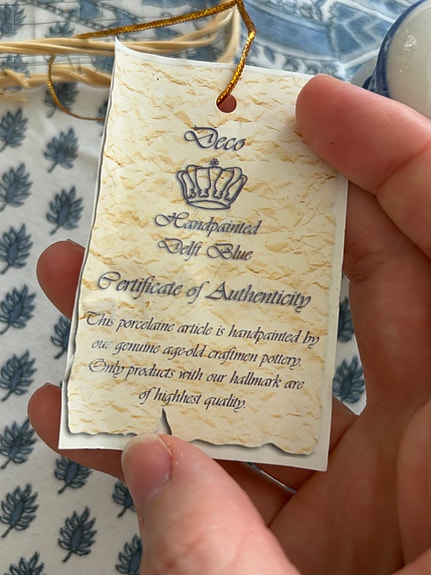 Deco
Handpainted
Delft Blue
Certificate of Authenticity
This porcelaine article is handpainted by
our genuine age-old craftmen pottery.
Only products with our hallmark are
of highhest quality.